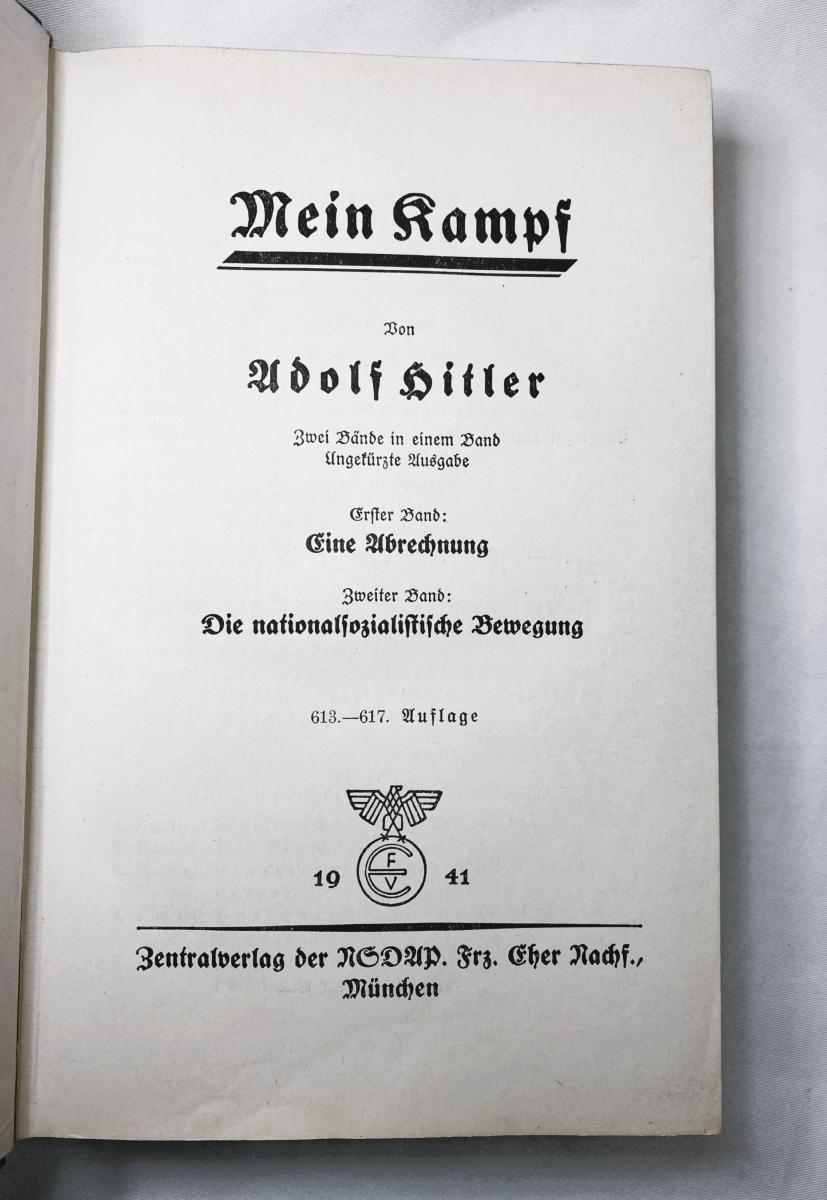 Mein Kampf
Von
Adolf Hitler
Zwei Bände in einem Band
Ungekürzte Ausgabe
Erster Band:
Eine Abrechnung
Zweiter Band:
Die nationalsozialistische Bewegung
613.—617. Auflage
F
E
V
19 41
Zentralverlag der NSDAP. Frz. Eher Nachf.,
München